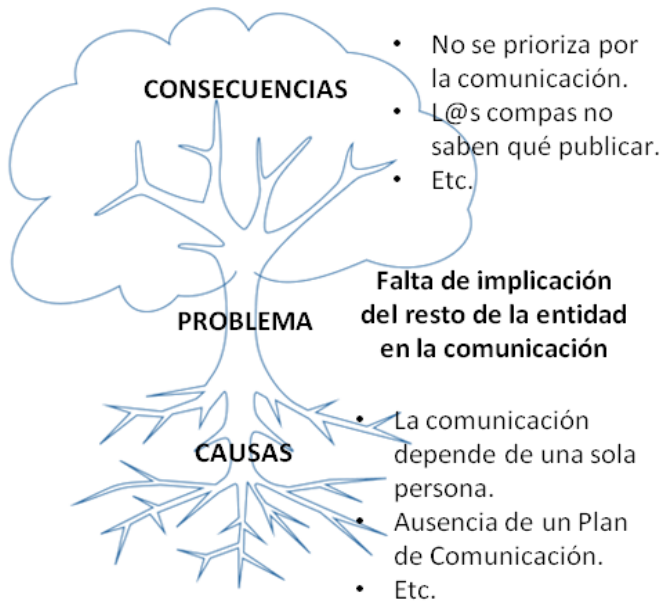 CONSECUENCIAS
• No se prioriza por
la comunicación.
• L@s compas no
saben qué publicar.
• Etc.
PROBLEMA
Falta de implicación
del resto de la entidad
en la comunicación
CAUSAS
• La comunicación
depende de una sola
persona.
• Ausencia de un Plan
de Comunicación.
• Etc.